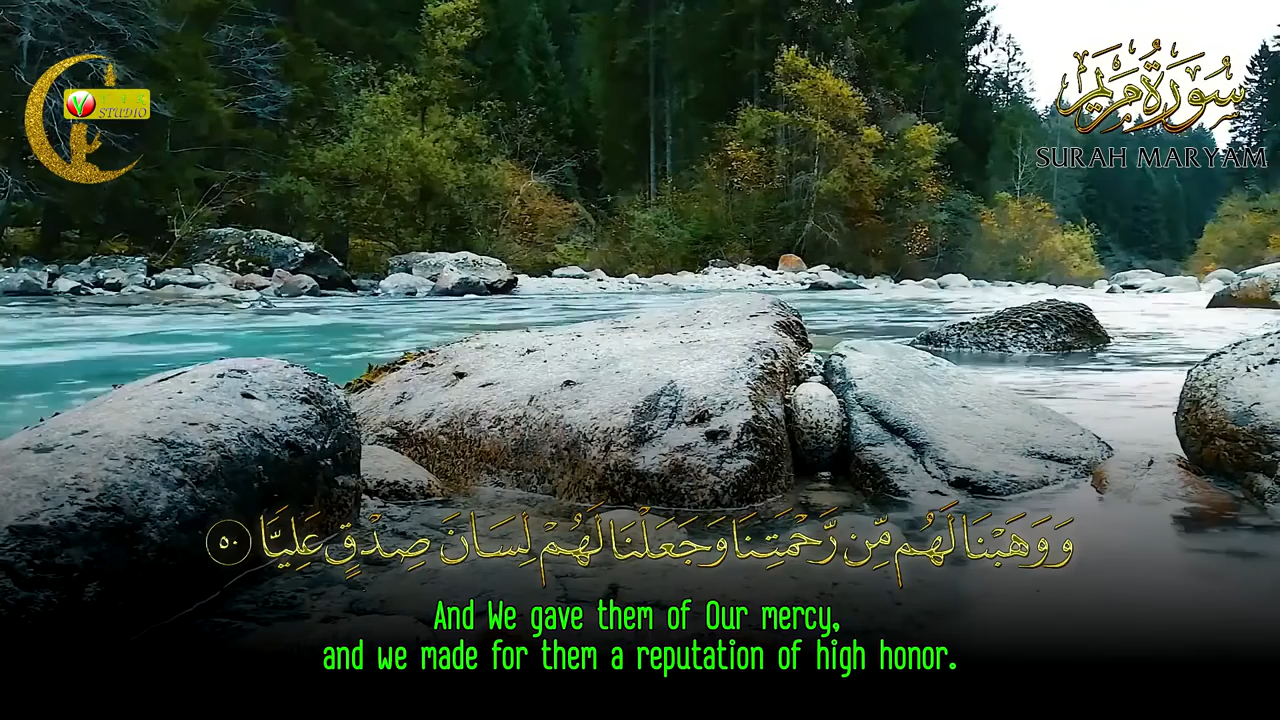 STUDIO
سُورَةُ مَرْيَم
SURAH MARYAM
وَوَهَبْنَا لَهُم مِّن رَّحْمَتِنَا وَجَعَلْنَا لَهُمْ لِسَانَ صِدْقٍ عَلِيًّا ٥٠
And We gave them of Our mercy,
and we made for them a reputation of high honor.